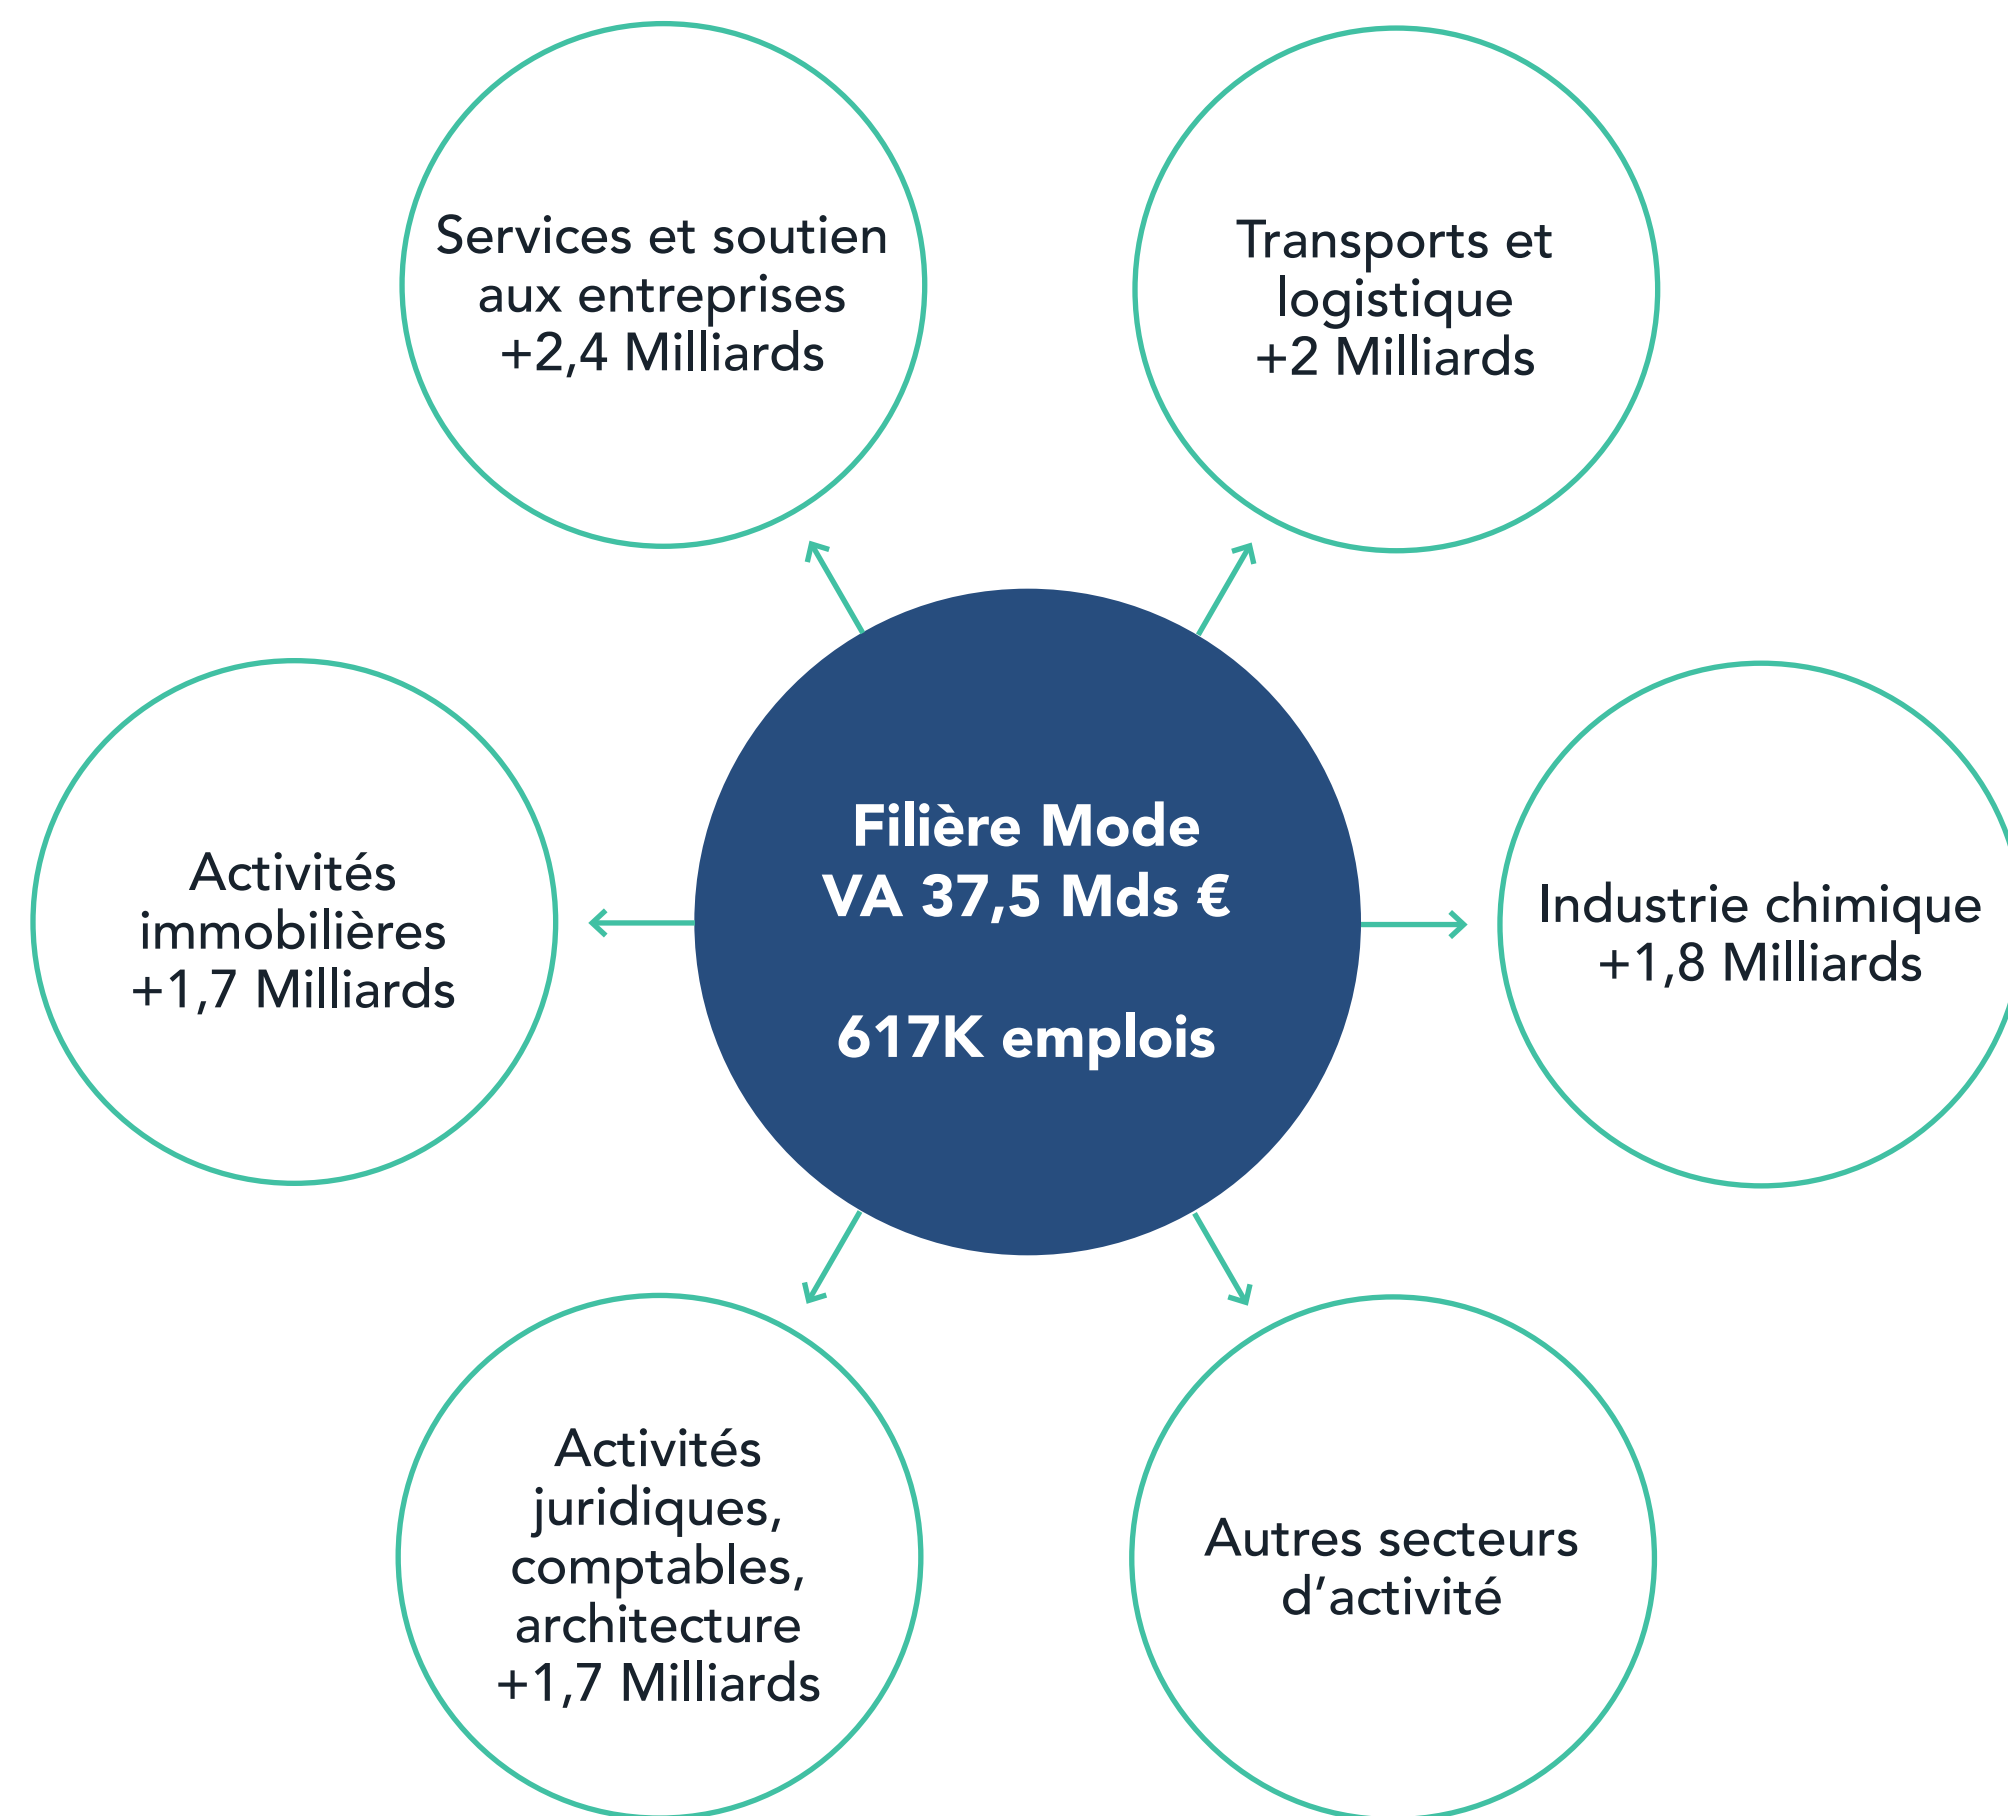 Services et soutien
aux entreprises
+2,4 Milliards
Transports et
logistique
+2 Milliards
Activités
immobilières
+1,7 Milliards
Filière Mode
VA 37,5 Mds €
617K emplois
Industrie chimique
+1,8 Milliards
Activités
juridiques,
comptables,
architecture
+1,7 Milliards
Autres secteurs
d’activité